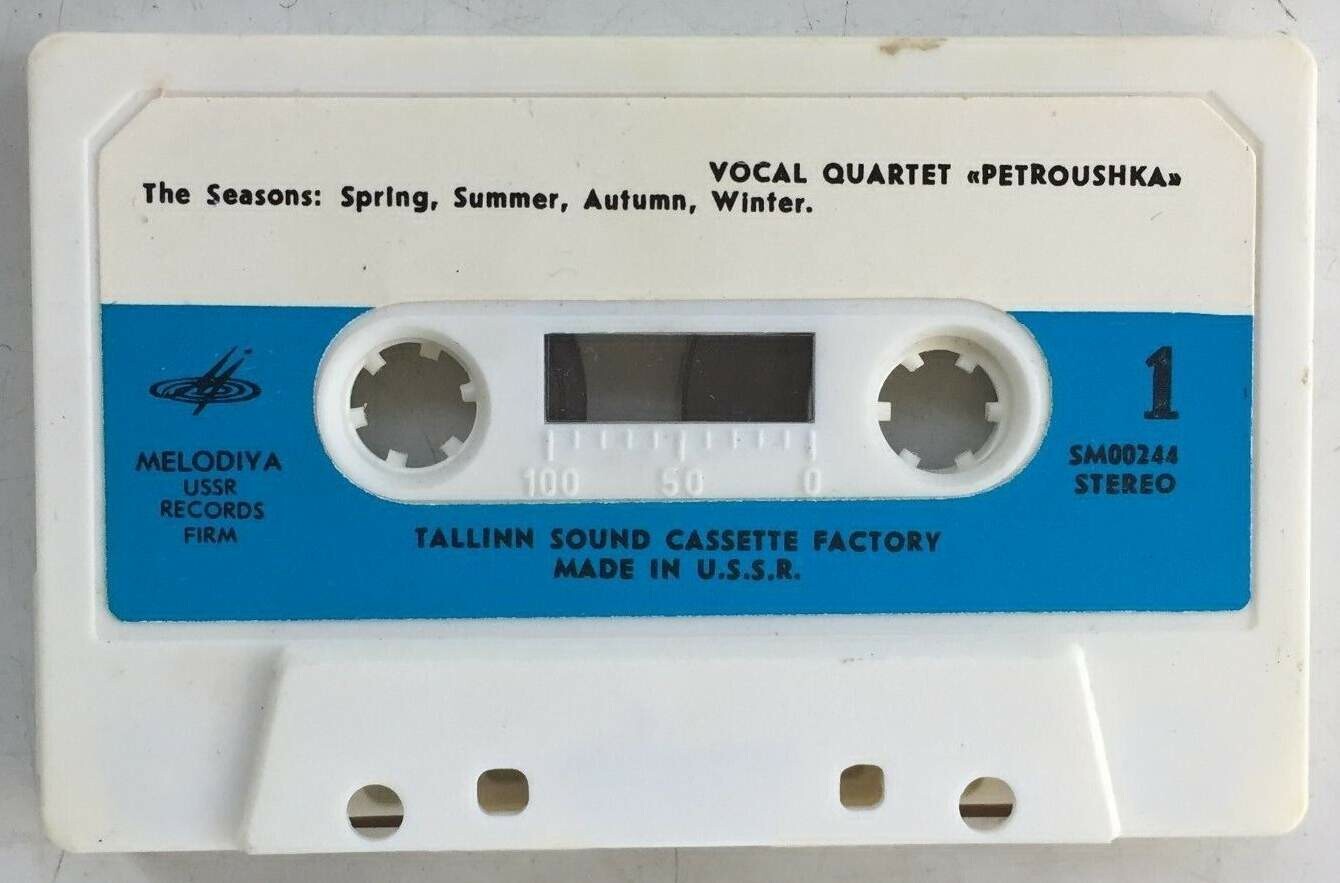 VOCAL QUARTET «PETROUSHKA»
The Seasons: Spring, Summer, Autumn, Winter.
1
MELODIYA
USSR
RECORDS
FIRM
SM00244
STEREO
100 50 0
TALLINN SOUND CASSETTE FACTORY
MADE IN U.S.S.R.